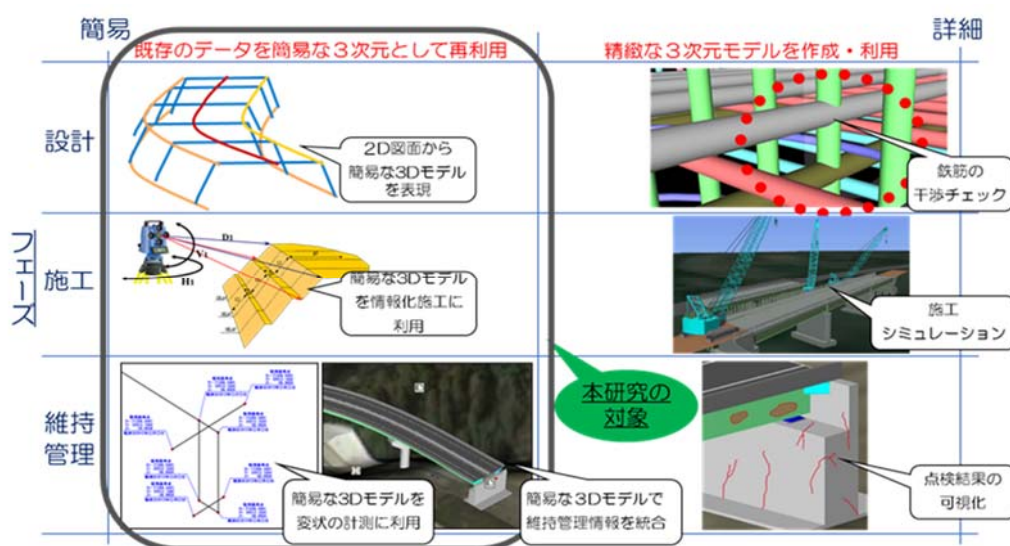 簡易
詳細
既存のデータを簡易な３次元として再利用
精緻な３次元モデルを作成・利用
設計
2D図面から
簡易な3Dモデル
を表現
鉄筋の
干渉チェック
フェーズ
施工
D1
V1
H1
簡易な3Dモデル
を情報化施工に
利用
施工
シミュレーション
本研究の
対象
維持
管理
簡易な3Dモデルを
変状の計測に利用
簡易な３Dモデルで
維持管理情報を統合
点検結果の
可視化